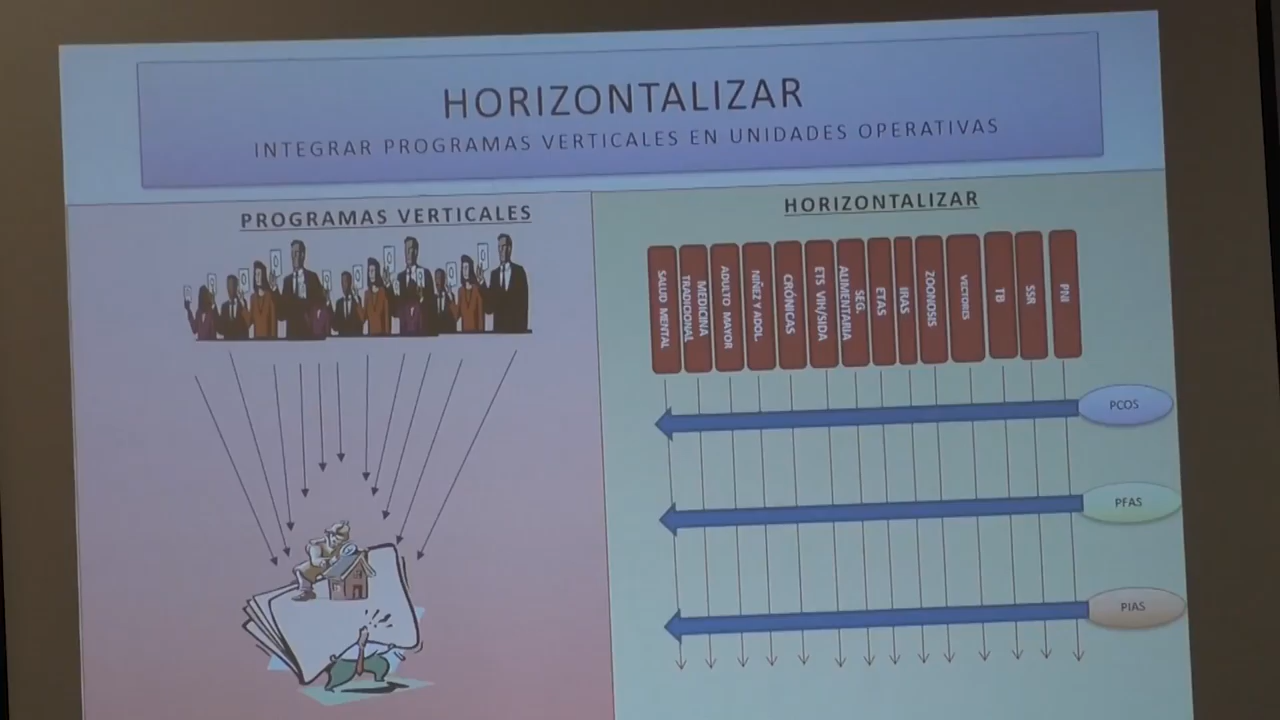 HORIZONTALIZAR
INTEGRAR PROGRAMAS VERTICALES EN UNIDADES OPERATIVAS
PROGRAMAS VERTICALES
HORIZONTALIZAR
SALUD MENTAL
MEDICINA
TRADICIONAL
ADULTO MAYOR
NIÑEZ Y ADOL.
CRÓNICAS
ETS VIH/SIDA
SEG.
ALIMENTARIA
ETAS
IRAS
ZOONOSIS
VECTORES
TB
SSR
PNI
PCOS
PFAS
PIAS